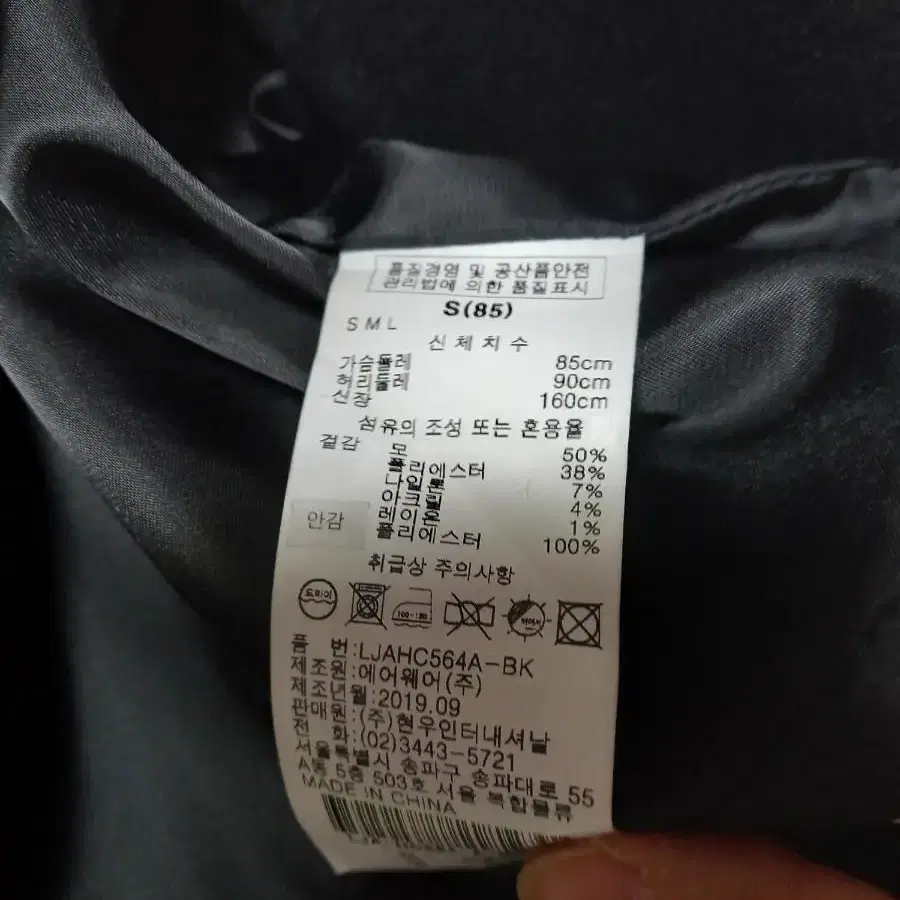 품질경영 및 공산품안전
관리법에 의한 품질표시
S(85)
S M L
신체치수
가슴둘레 85cm
허리둘레 90cm
신장 160cm
섬유의 조성 또는 혼용율
겉감 모 50%
폴리에스터 38%
나일론 7%
아크릴 4%
레이온 1%
안감 폴리에스터 100%
취급상 주의사항
드라이
100~180
품 번:LJAHC564A-BK
제조원:에어웨어(주)
제조년월:2019.09
판매원:(주)현우인터내셔날
전 화:(02)3443-5721
서울특별시 송파구 송파대로 55
A동 5층 503호 서울 복합물류
MADE IN CHINA